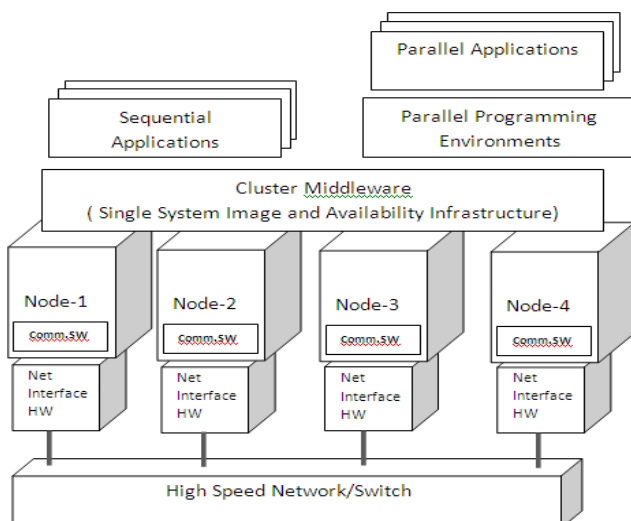 Parallel Applications
Sequential
Applications
Parallel Programming
Environments
Cluster Middleware
( Single System Image and Availability Infrastructure)
Node-1
Node-2
Node-3
Node-4
Comm.SW
Comm.SW
Comm.SW
Comm.SW
Net
Interface
HW
Net
Interface
HW
Net
Interface
HW
Net
Interface
HW
High Speed Network/Switch